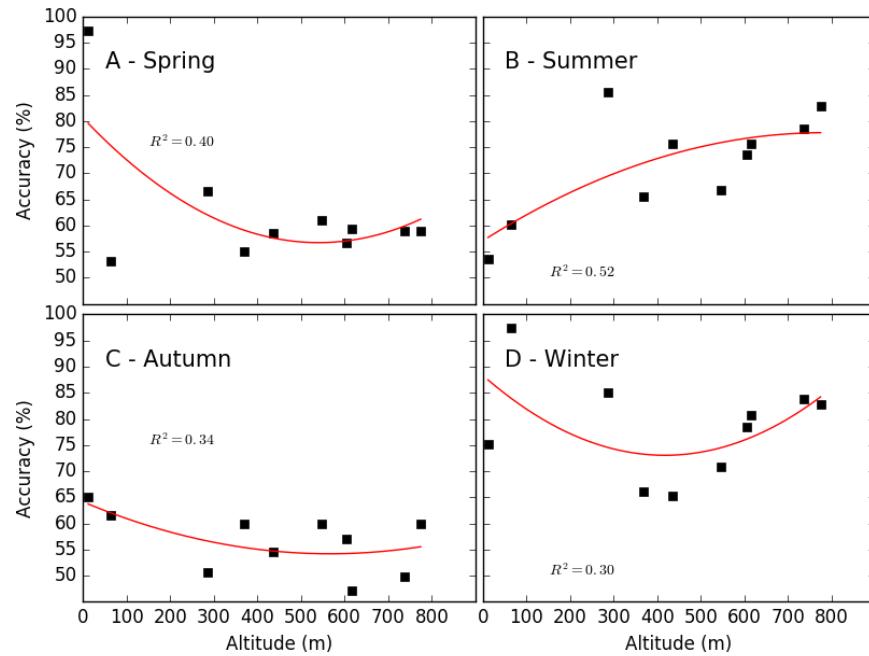 A - Spring
B - Summer
R² = 0.40
R² = 0.52
Accuracy (%)
100
95
90
85
80
75
70
65
60
55
50
C - Autumn
D - Winter
R² = 0.34
R² = 0.30
Accuracy (%)
100
95
90
85
80
75
70
65
60
55
50
0 100 200 300 400 500 600 700 800
0 100 200 300 400 500 600 700 800
Altitude (m)
Altitude (m)